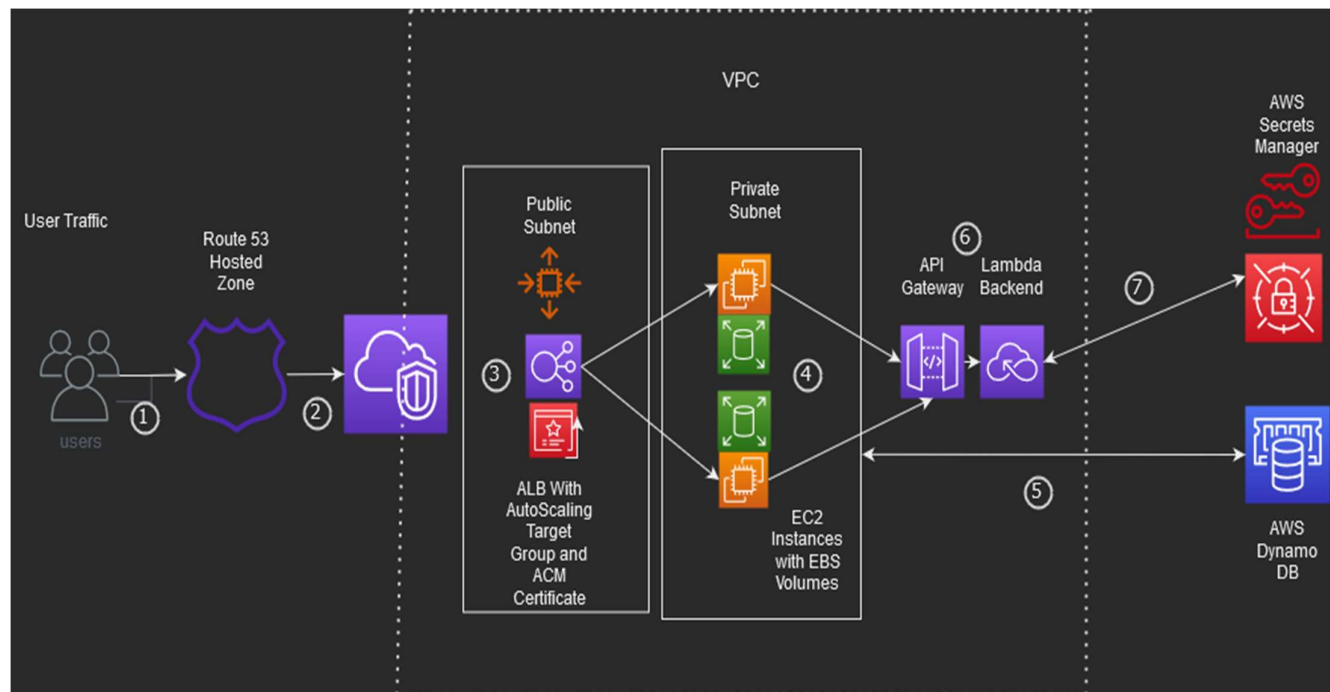 VPC
User Traffic
users
1
Route 53
Hosted
Zone
2
Public
Subnet
3
ALB With
AutoScaling
Target
Group and
ACM
Certificate
Private
Subnet
4
EC2
Instances
with EBS
Volumes
6
API
Gateway
Lambda
Backend
7
5
AWS
Secrets
Manager
AWS
Dynamo
DB